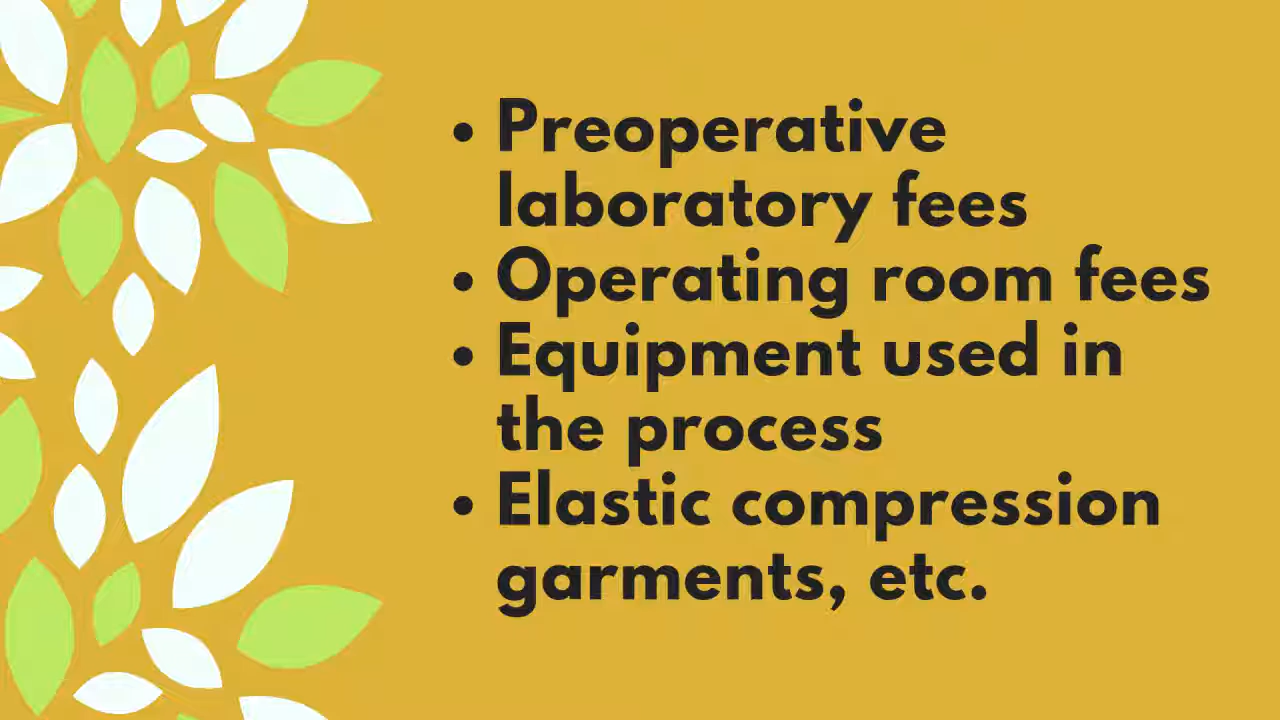 • Preoperative
laboratory fees
• Operating room fees
• Equipment used in
the process
• Elastic compression
garments, etc.